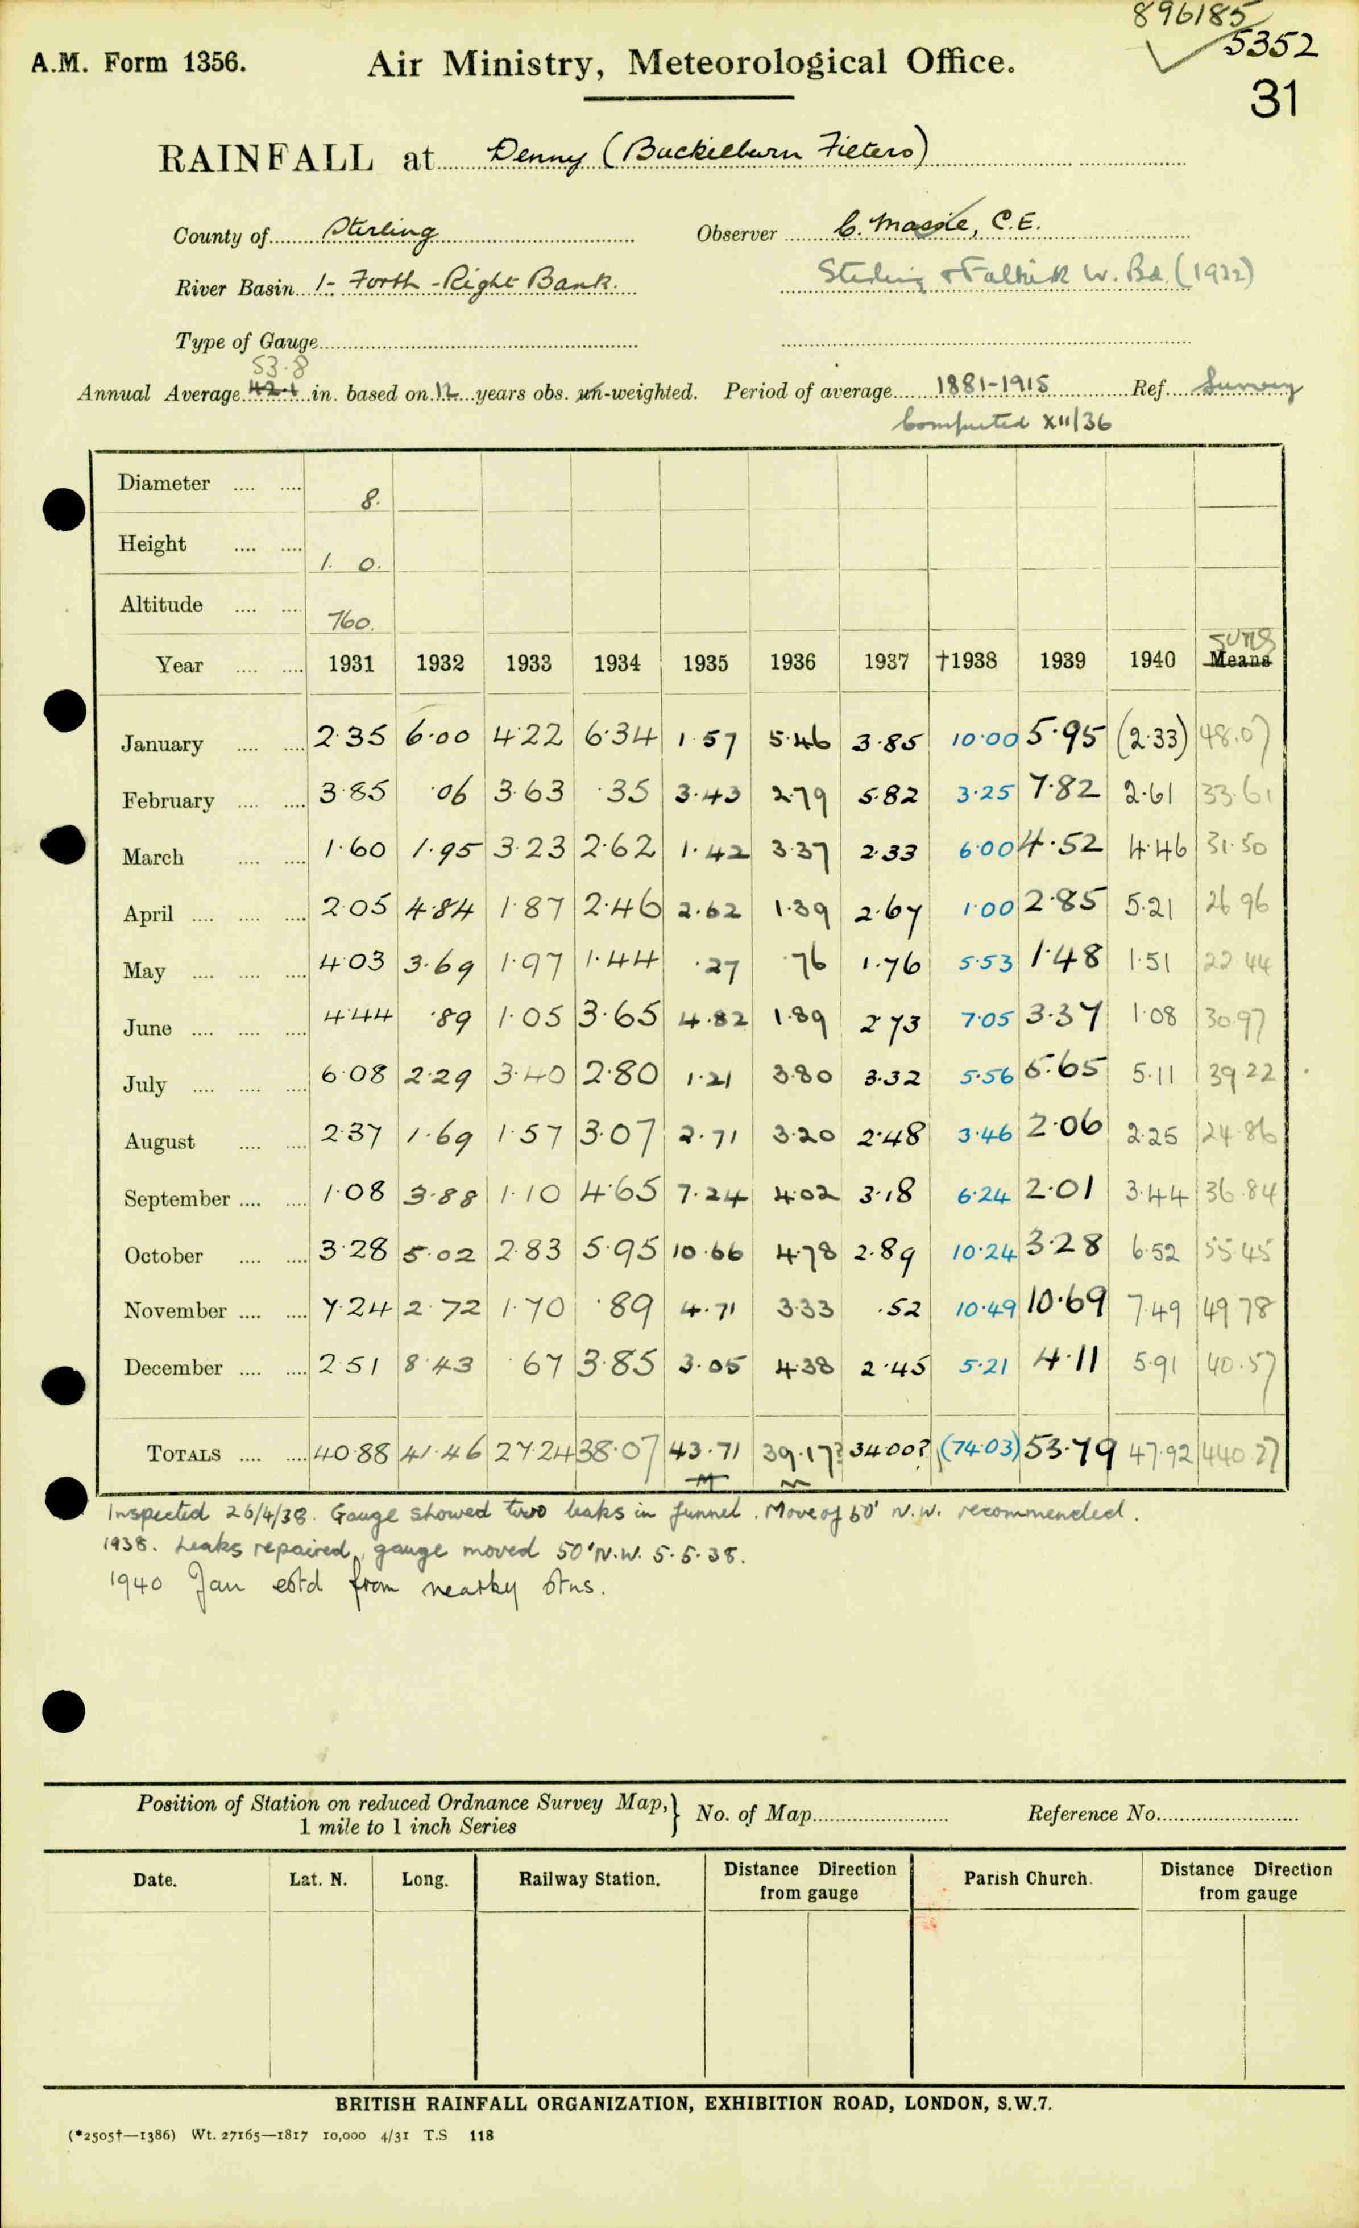 896185
5352
31
A.M. Form 1356. Air Ministry, Meteorological Office.
RAINFALL at Denny (Buckieburn Filters)
County of Stirling Observer C. Massie, C.E.
River Basin 1- Forth - Right Bank. Stirling & Falkirk W. Bd. (1932)
Type of Gauge
53.8
Annual Average 42.1 in. based on 12 years obs. un-weighted. Period of average 1881-1915 Ref. Survey
Computed XII/36
Diameter .... .... 8.
Height .... .... 1. 0.
Altitude .... .... 760.
Year .... .... 1931 1932 1933 1934 1935 1936 1937 †1938 1939 1940 Means sums
January .... .... 2.35 6.00 4.22 6.34 1.57 5.46 3.85 10.00 5.95 (2.33) 48.07
February .... .... 3.85 .06 3.63 .35 3.43 2.79 5.82 3.25 7.82 2.61 33.61
March .... .... 1.60 1.95 3.23 2.62 1.42 3.37 2.33 6.00 4.52 4.46 31.50
April .... .... .... 2.05 4.84 1.87 2.46 2.62 1.39 2.67 1.00 2.85 5.21 26.96
May .... .... .... 4.03 3.69 1.97 1.44 .27 .76 1.76 5.53 1.48 1.51 22.44
June .... .... .... 4.44 .89 1.05 3.65 4.82 1.89 2.73 7.05 3.37 1.08 30.97
July .... .... .... 6.08 2.29 3.40 2.80 1.21 3.80 3.32 5.56 5.65 5.11 39.22
August .... .... 2.37 1.69 1.57 3.07 2.71 3.20 2.48 3.46 2.06 2.25 24.86
September .... .... 1.08 3.88 1.10 4.65 7.24 4.02 3.18 6.24 2.01 3.44 36.84
October .... .... 3.28 5.02 2.83 5.95 10.66 4.78 2.89 10.24 3.28 6.52 55.45
November .... .... 7.24 2.72 1.70 .89 4.71 3.33 .52 10.49 10.69 7.49 49.78
December .... .... 2.51 8.43 .67 3.85 3.05 4.38 2.45 5.21 4.11 5.91 40.57
TOTALS .... .... 40.88 41.46 27.24 38.07 43.71 39.17? 34.00? (74.03) 53.79 47.92 440.27
Inspected 26/4/38. Gauge showed two leaks in funnel. Move of 50' N.W. recommended.
1938. Leaks repaired, gauge moved 50' N.W. 5.5.38.
1940 Jan estd from nearby stns.
Position of Station on reduced Ordnance Survey Map, 1 mile to 1 inch Series } No. of Map Reference No.
Date. Lat. N. Long. Railway Station. Distance Direction from gauge Parish Church. Distance Direction from gauge
BRITISH RAINFALL ORGANIZATION, EXHIBITION ROAD, LONDON, S.W.7.
(*2505†—1386) Wt. 27165—1817 10,000 4/31 T.S 118